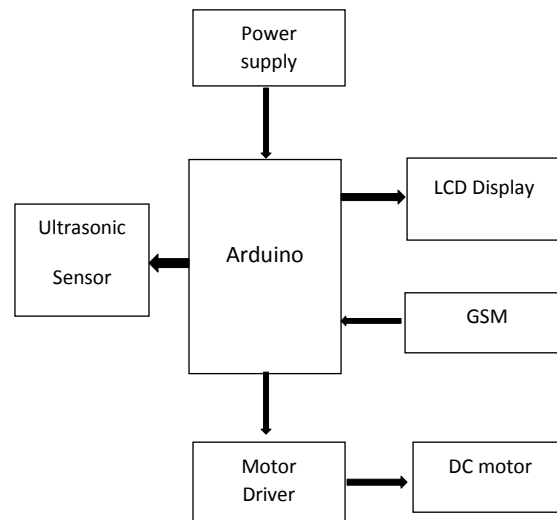 Power
supply
LCD Display
Ultrasonic
Sensor
Arduino
GSM
Motor
Driver
DC motor